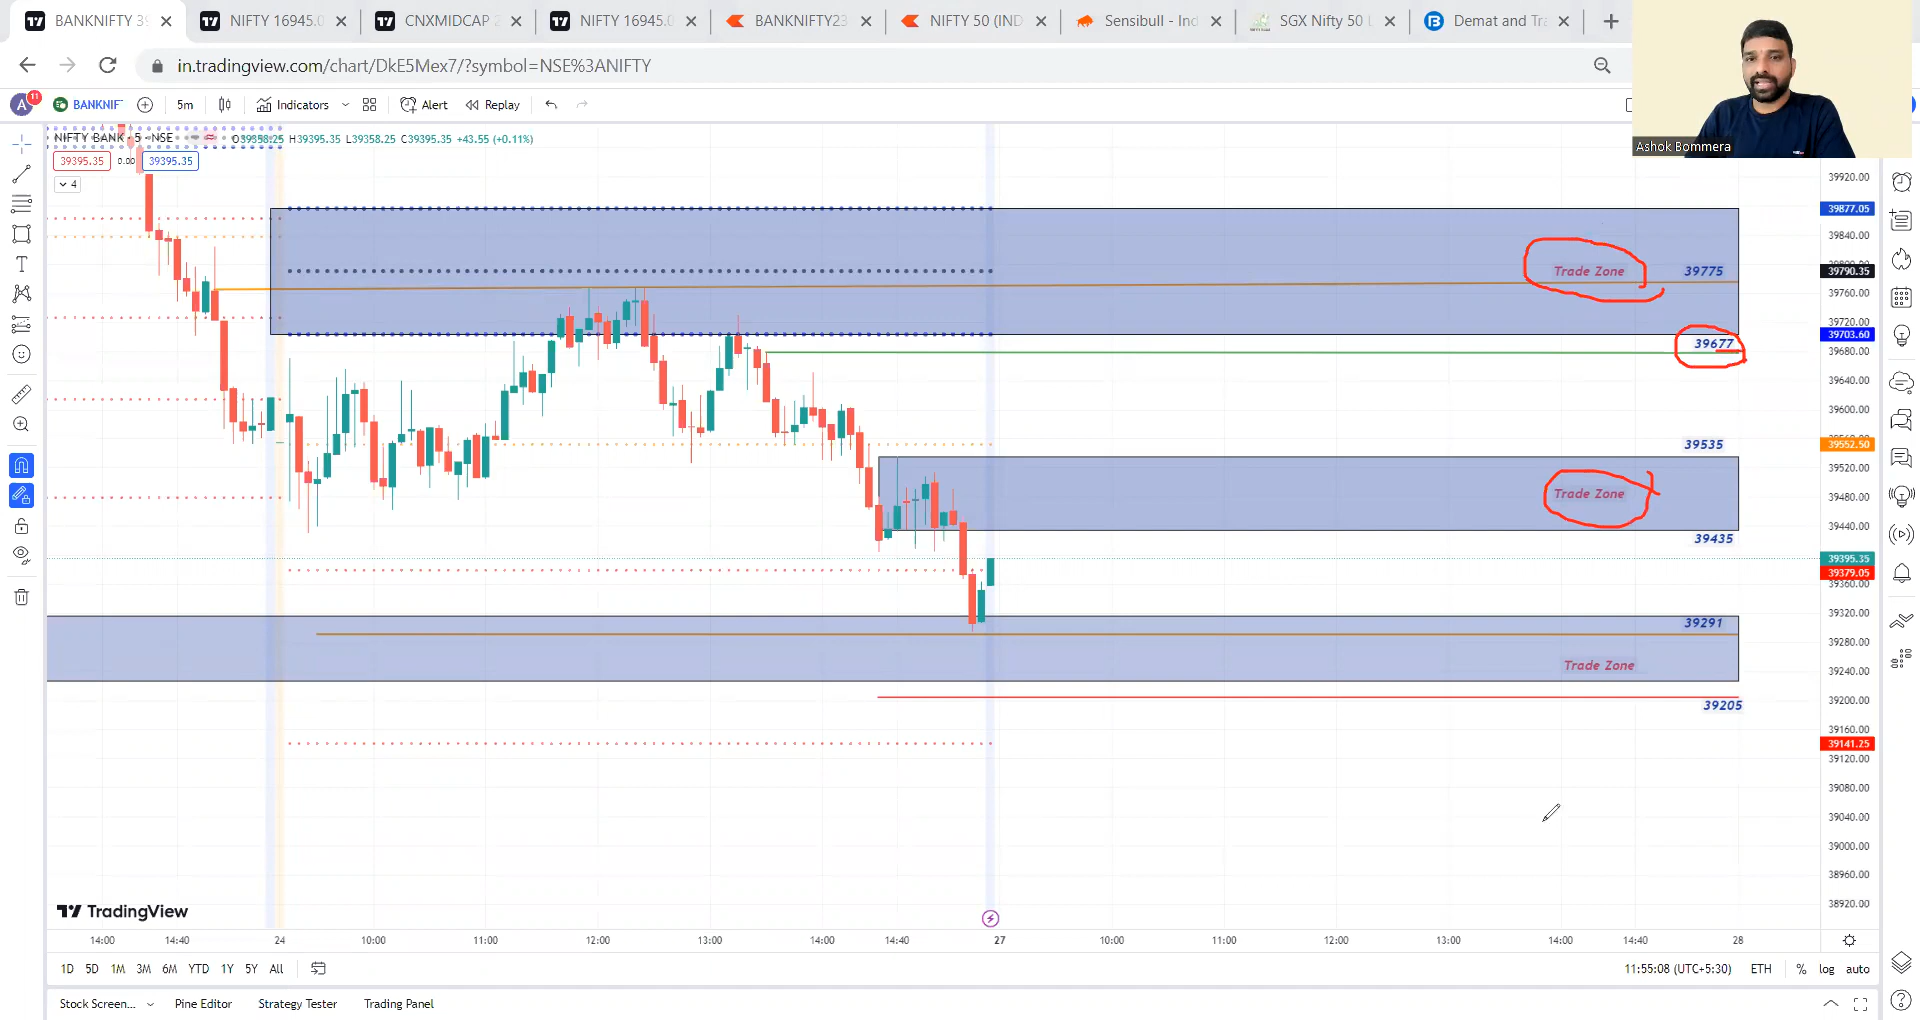 BANKNIFTY 39
NIFTY 16945.0
CNXMIDCAP 2
NIFTY 16945.0
BANKNIFTY23
NIFTY 50 (IND
Sensibull - Ind
SGX Nifty 50 L
Demat and Tra
in.tradingview.com/chart/DkE5Mex7/?symbol=NSE%3ANIFTY
A 11 BANKNIF 5m Indicators Alert Replay
Ashok Bommera
NIFTY BANK · 5 · NSE O39358.25 H39395.35 L39358.25 C39395.35 +43.55 (+0.11%)
39395.35 0.00 39395.35
4
39920.00
39877.05
39840.00
Trade Zone 39775
39790.35
39760.00
39720.00
39703.60
39677
39680.00
39640.00
39600.00
39535
39552.50
39520.00
Trade Zone
39480.00
39440.00
39435
39395.35
39379.05
39360.00
39320.00
39291
39280.00
Trade Zone
39240.00
39200.00
39205
39160.00
39141.25
39120.00
39080.00
39040.00
39000.00
38960.00
38920.00
TradingView
14:00 14:40 24 10:00 11:00 12:00 13:00 14:00 14:40 27 10:00 11:00 12:00 13:00 14:00 14:40 28
1D 5D 1M 3M 6M YTD 1Y 5Y All 11:55:08 (UTC+5:30) ETH % log auto
Stock Screen... Pine Editor Strategy Tester Trading Panel